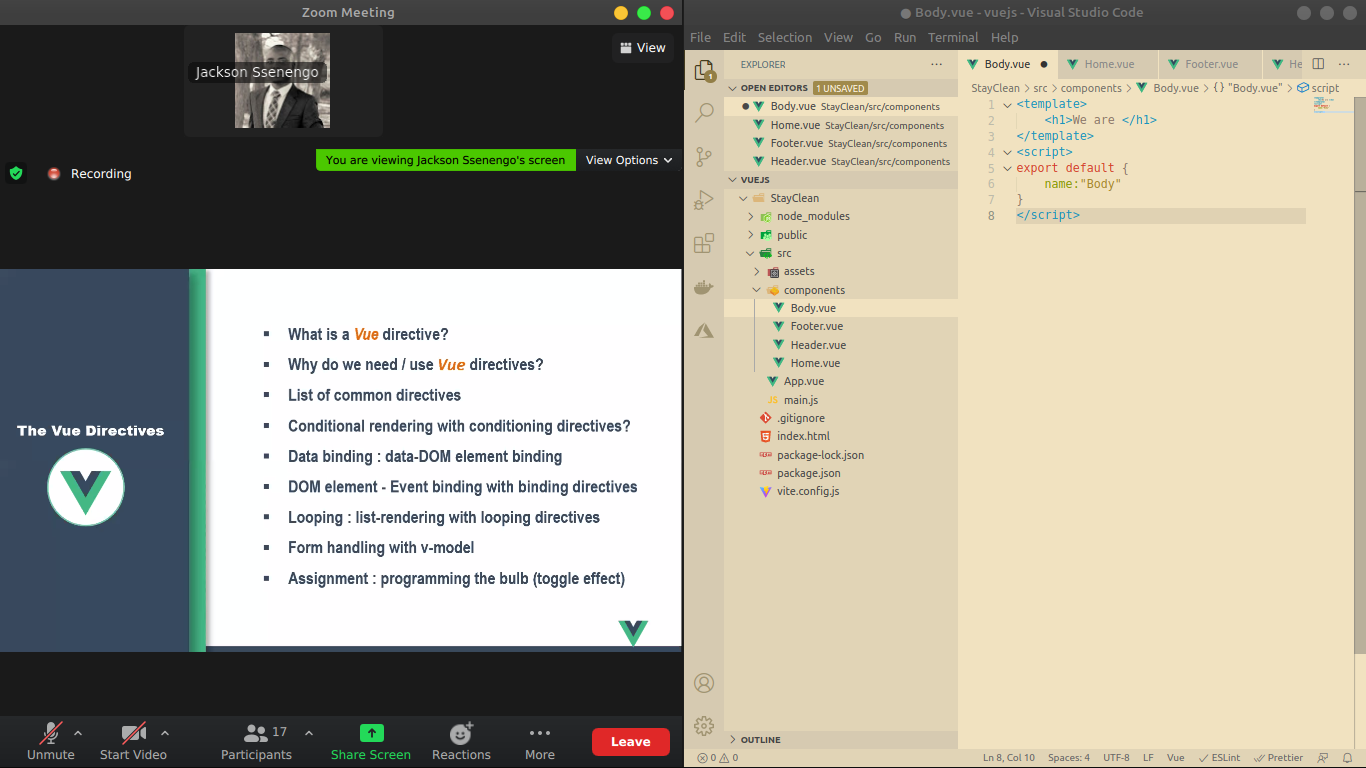 Zoom Meeting
Jackson Ssenengo
View
You are viewing Jackson Ssenengo's screen
View Options
Recording
The Vue Directives
What is a Vue directive?
Why do we need / use Vue directives?
List of common directives
Conditional rendering with conditioning directives?
Data binding : data-DOM element binding
DOM element - Event binding with binding directives
Looping : list-rendering with looping directives
Form handling with v-model
Assignment : programming the bulb (toggle effect)
Unmute
Start Video
17
Participants
Share Screen
Reactions
More
Leave
● Body.vue - vuejs - Visual Studio Code
File Edit Selection View Go Run Terminal Help
1
EXPLORER
OPEN EDITORS 1 UNSAVED
Body.vue StayClean/src/components
Home.vue StayClean/src/components
Footer.vue StayClean/src/components
Header.vue StayClean/src/components
VUEJS
StayClean
node_modules
public
src
assets
components
Body.vue
Footer.vue
Header.vue
Home.vue
App.vue
JS main.js
.gitignore
index.html
package-lock.json
package.json
vite.config.js
OUTLINE
Body.vue Home.vue Footer.vue He
StayClean > src > components > Body.vue > {} "Body.vue" > script
1 <template>
2 <h1>We are </h1>
3 </template>
4 <script>
5 export default {
6 name:"Body"
7 }
8 </script>
0 0 Ln 8, Col 10 Spaces: 4 UTF-8 LF Vue ESLint Prettier